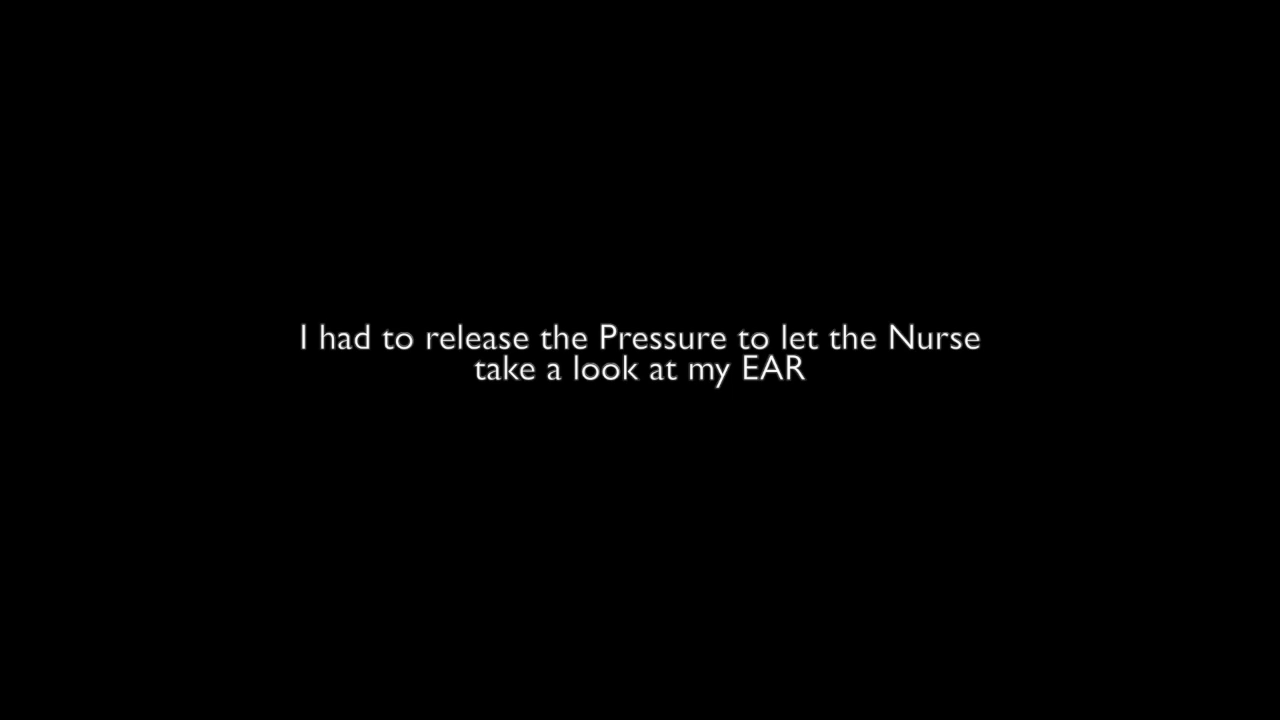 I had to release the Pressure to let the Nurse
take a look at my EAR